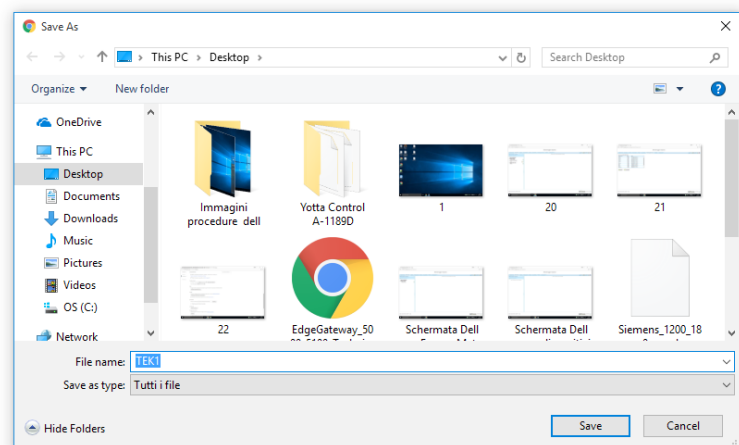 Save As
This PC > Desktop >
Search Desktop
Organize
New folder
OneDrive
This PC
Desktop
Documents
Downloads
Music
Pictures
Videos
OS (C:)
Network
Immagini
procedure dell
Yotta Control
A-1189D
1
20
21
22
EdgeGateway_50
Schermata Dell
Schermata Dell
Siemens_1200_18
File name:
TEK1
Save as type:
Tutti i file
Hide Folders
Save
Cancel